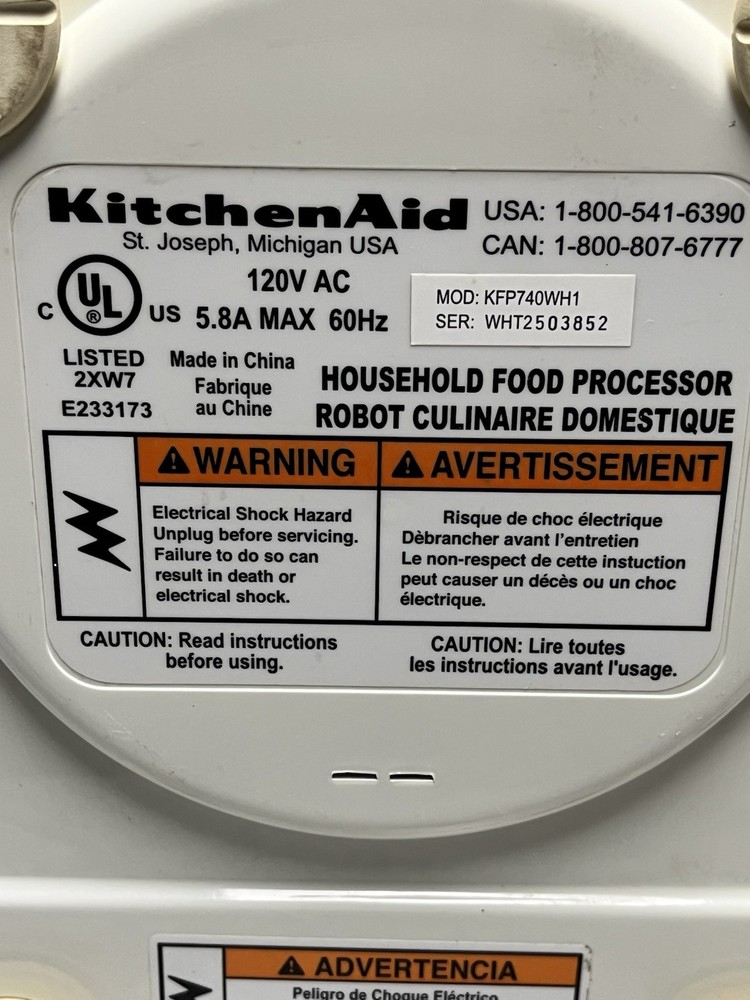 KitchenAid
St. Joseph, Michigan USA
USA: 1-800-541-6390
CAN: 1-800-807-6777
120V AC
5.8A MAX 60Hz
C UL ® US
LISTED
2XW7
E233173
Made in China
Fabrique
au Chine
MOD: KFP740WH1
SER: WHT2503852
HOUSEHOLD FOOD PROCESSOR
ROBOT CULINAIRE DOMESTIQUE
WARNING
Electrical Shock Hazard
Unplug before servicing.
Failure to do so can
result in death or
electrical shock.
AVERTISSEMENT
Risque de choc électrique
Dèbrancher avant l'entretien
Le non-respect de cette instuction
peut causer un décès ou un choc
électrique.
CAUTION: Read instructions
before using.
CAUTION: Lire toutes
les instructions avant l'usage.
ADVERTENCIA
Peligro de Choque Eléctrico